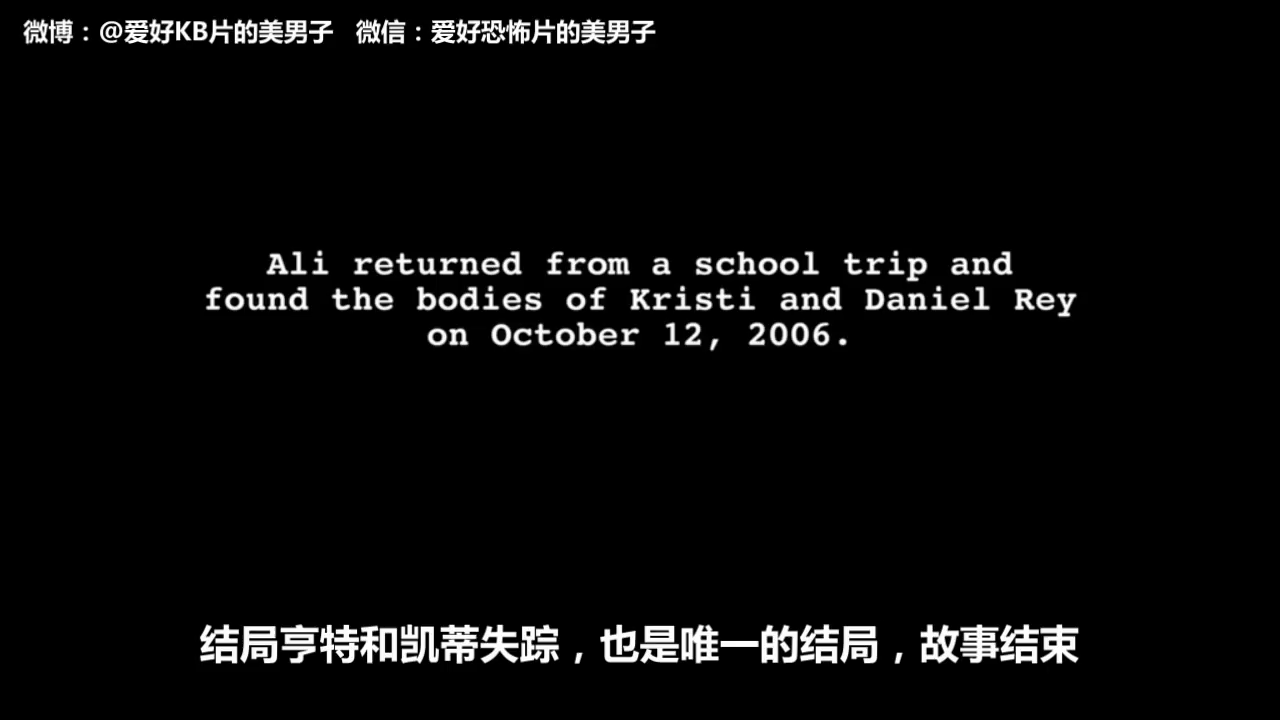 微博：@爱好KB片的美男子 微信：爱好恐怖片的美男子
Ali returned from a school trip and
found the bodies of Kristi and Daniel Rey
on October 12, 2006.
结局亨特和凯蒂失踪，也是唯一的结局，故事结束